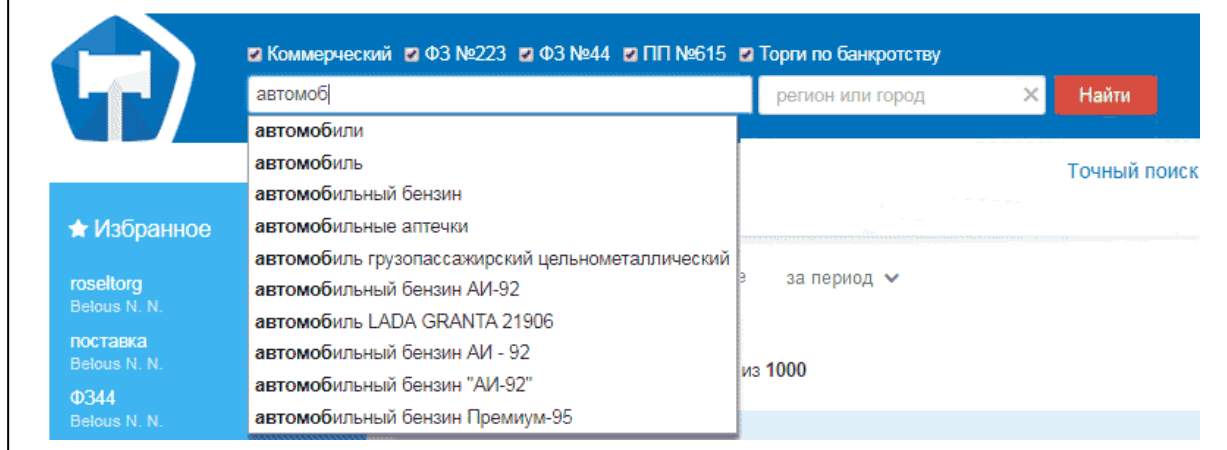 Коммерческий ФЗ №223 ФЗ №44 ПП №615 Торги по банкротству
автомоб регион или город Найти
автомобили
автомобиль
Точный поиск
автомобильный бензин
автомобильные аптечки
Избранное
автомобиль грузопассажирский цельнометаллический
за период
roseltorg
автомобильный бензин АИ-92
Belous N. N.
автомобиль LADA GRANTA 21906
поставка
автомобильный бензин АИ - 92
Belous N. N.
из 1000
автомобильный бензин "АИ-92"
ФЗ44
автомобильный бензин Премиум-95
Belous N. N.